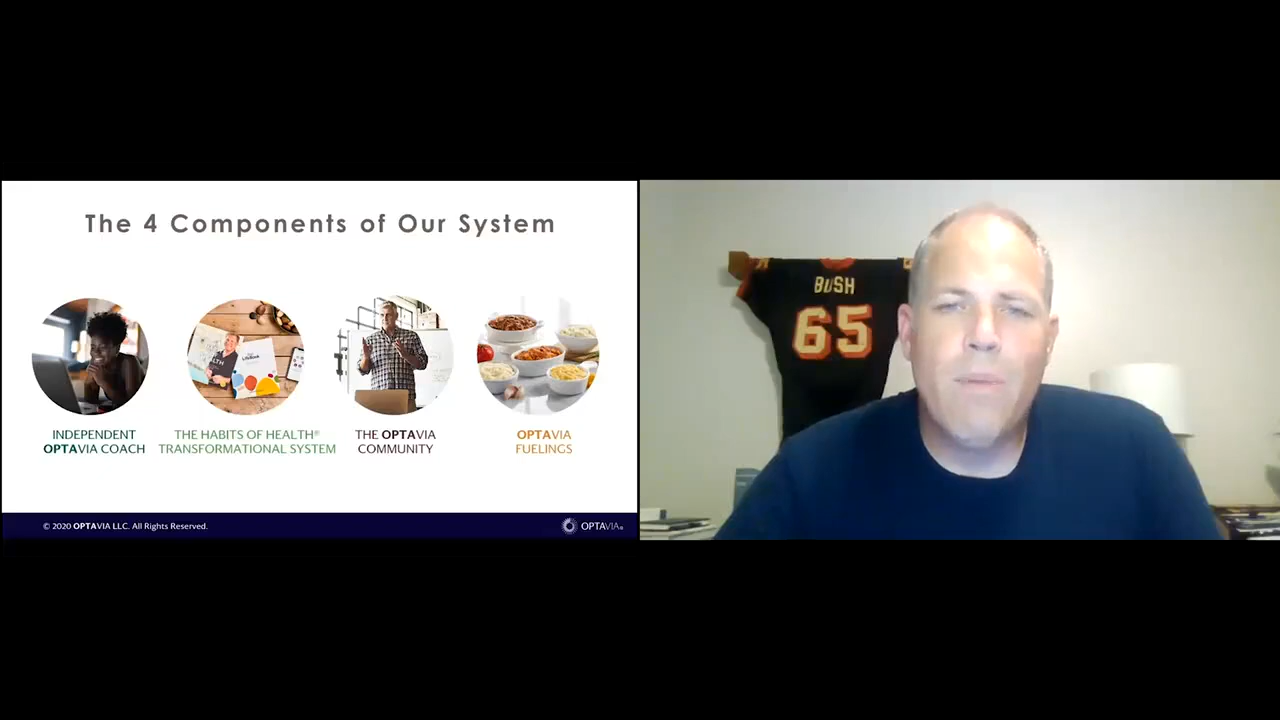 The 4 Components of Our System
INDEPENDENT
OPTAVIA COACH
THE HABITS OF HEALTH®
TRANSFORMATIONAL SYSTEM
THE OPTAVIA
COMMUNITY
OPTAVIA
FUELINGS
© 2020 OPTAVIA LLC. All Rights Reserved.
OPTAVIA®
BUSH
65